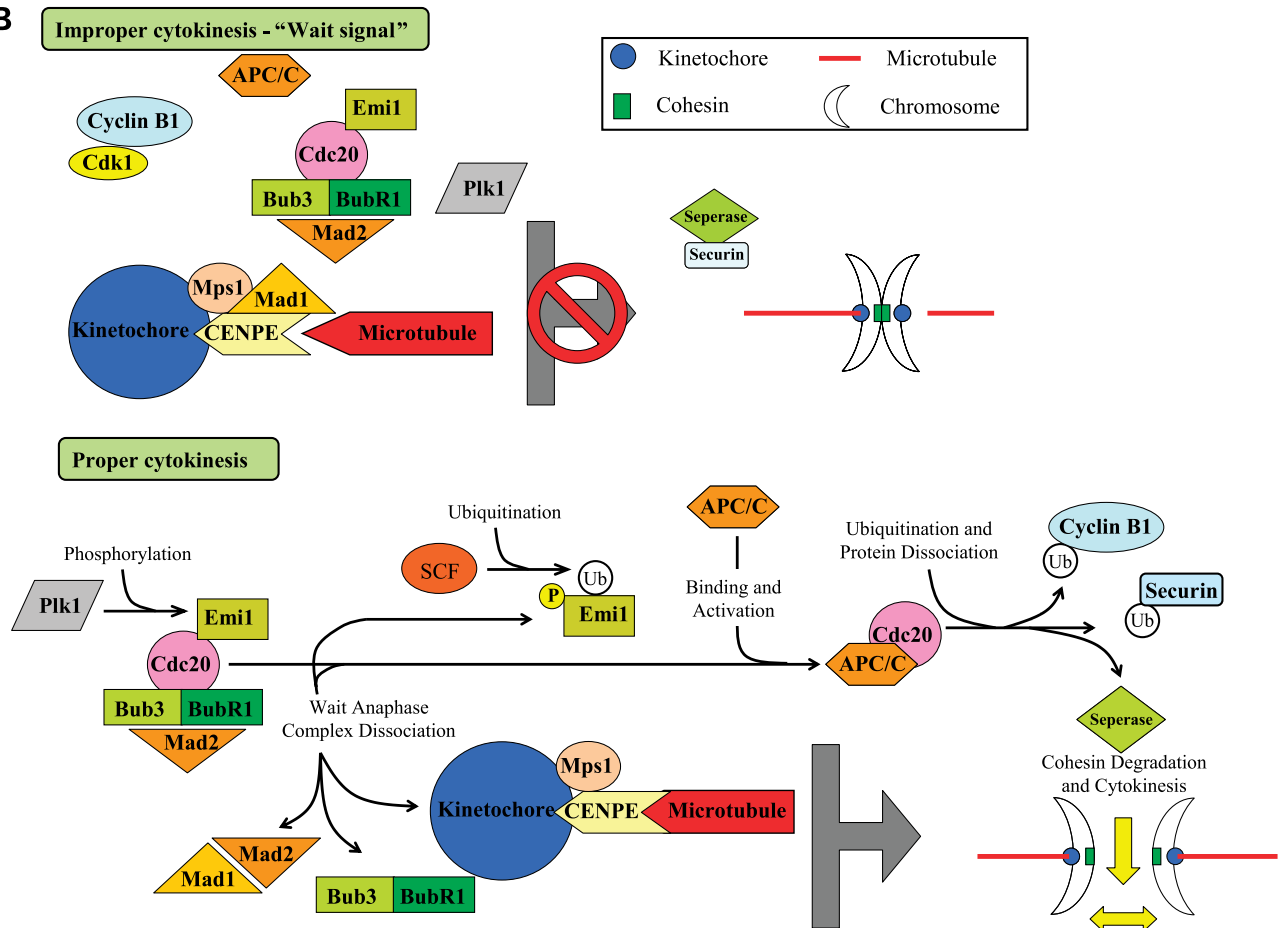 B
Improper cytokinesis - “Wait signal”
APC/C
Emi1
Cyclin B1
Cdk1
Cdc20
Plk1
Bub3
BubR1
Mad2
Mps1
Mad1
Kinetochore
CENPE
Microtubule
Kinetochore
Microtubule
Cohesin
Chromosome
Seperase
Securin
Proper cytokinesis
Phosphorylation
Plk1
Emi1
Cdc20
Bub3
BubR1
Mad2
Ubiquitination
SCF
Ub
P
Emi1
APC/C
Binding and
Activation
Wait Anaphase
Complex Dissociation
Mad2
Mad1
Bub3
BubR1
Kinetochore
Mps1
CENPE
Microtubule
Ubiquitination and
Protein Dissociation
Cdc20
APC/C
Cyclin B1
Ub
Securin
Ub
Seperase
Cohesin Degradation
and Cytokinesis